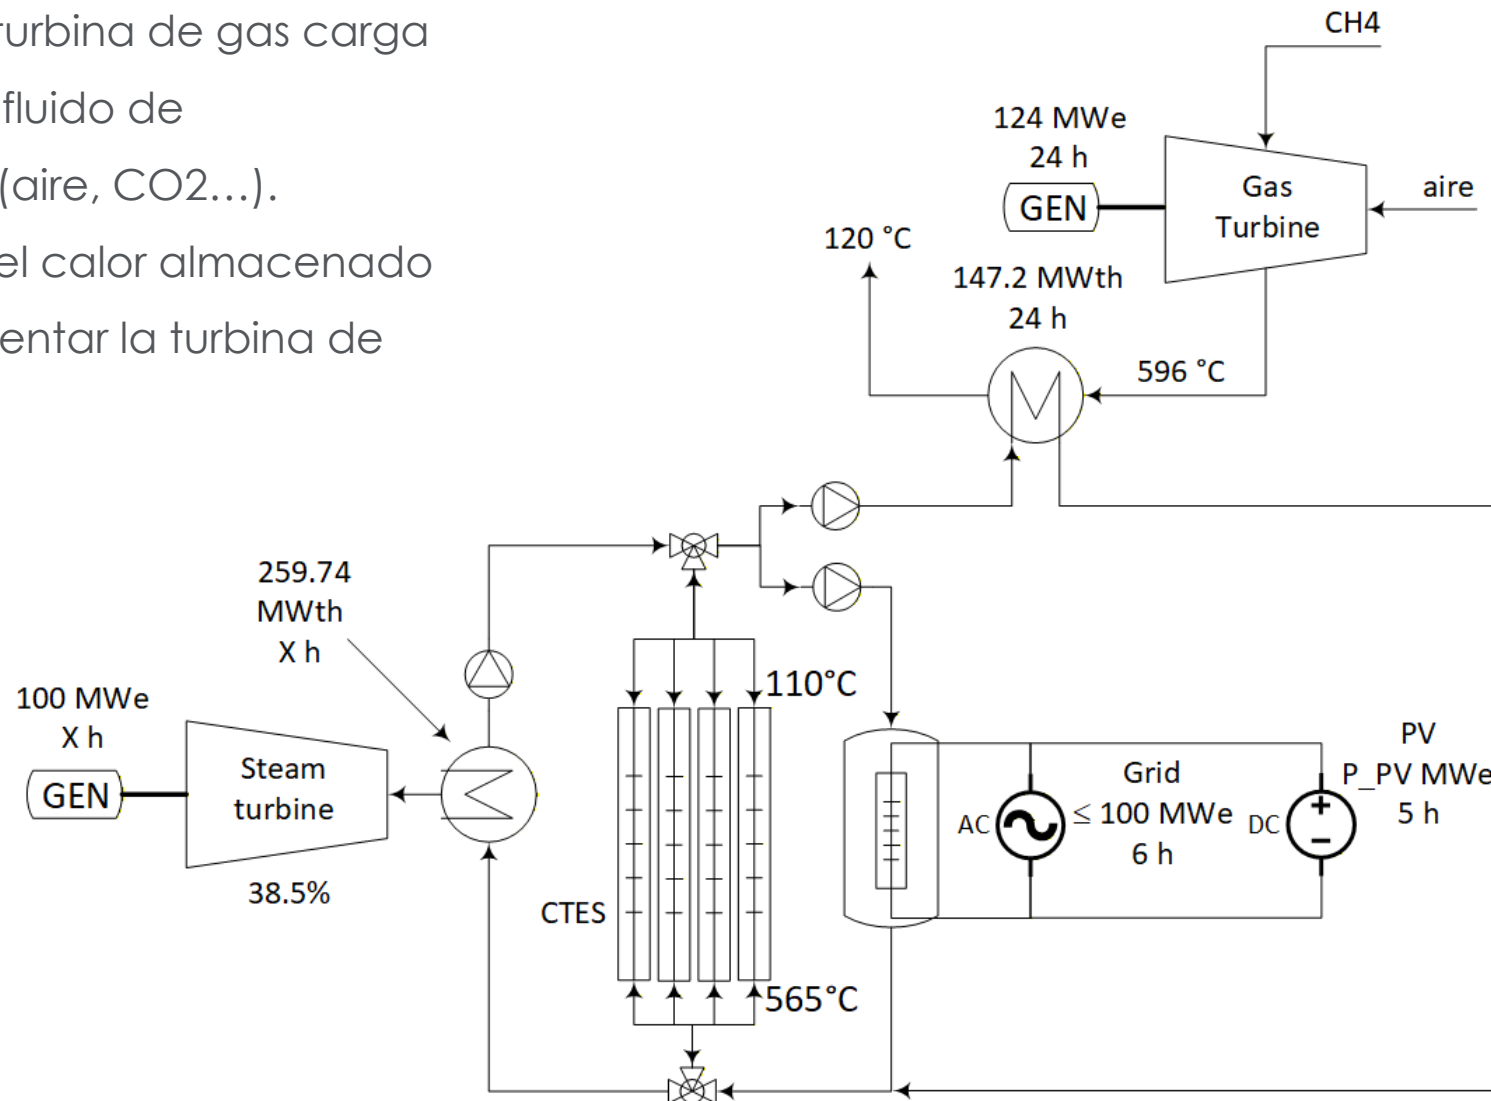 turbina de gas carga
fluido de
(aire, CO2...).
el calor almacenado
entar la turbina de
CH4
124 MWe
24 h
GEN
Gas
Turbine
aire
120 °C
147.2 MWth
24 h
596 °C
259.74
MWth
X h
100 MWe
X h
GEN
Steam
turbine
38.5%
CTES
110°C
565°C
AC
Grid
≤ 100 MWe
6 h
DC
PV
P_PV MWe
5 h